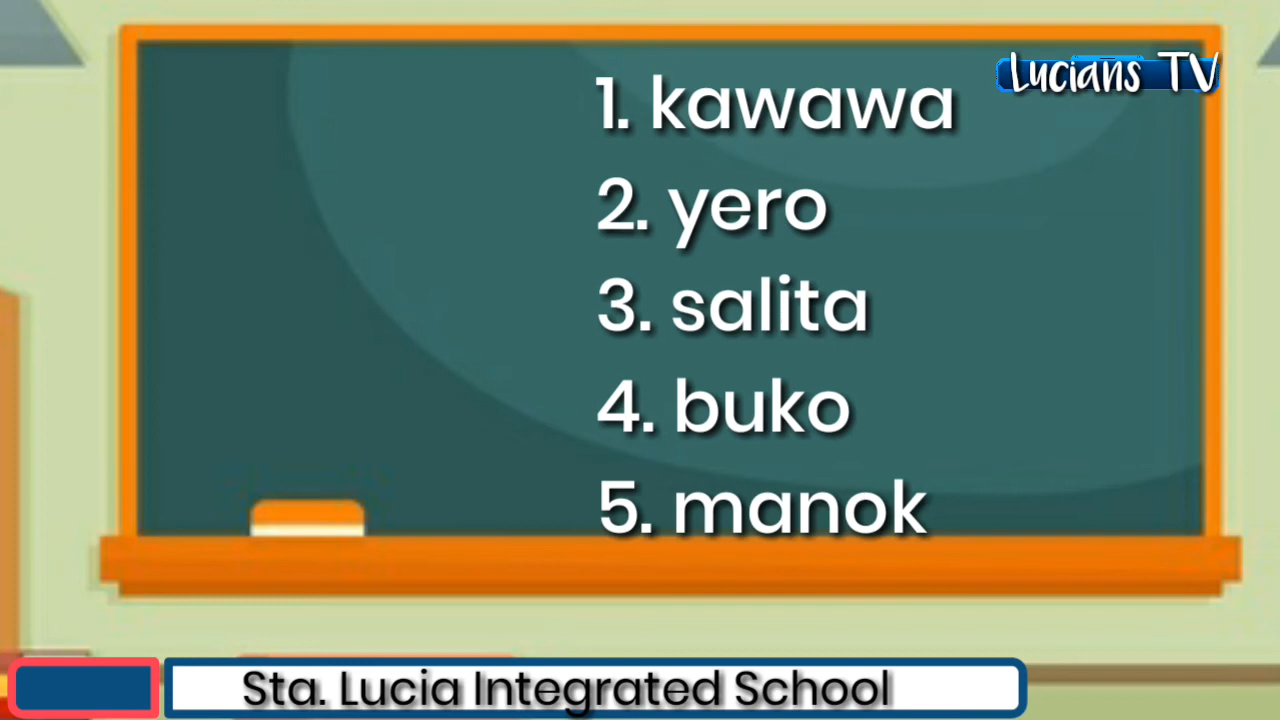 Lucians TV
1. kawawa
2. yero
3. salita
4. buko
5. manok
Sta. Lucia Integrated School